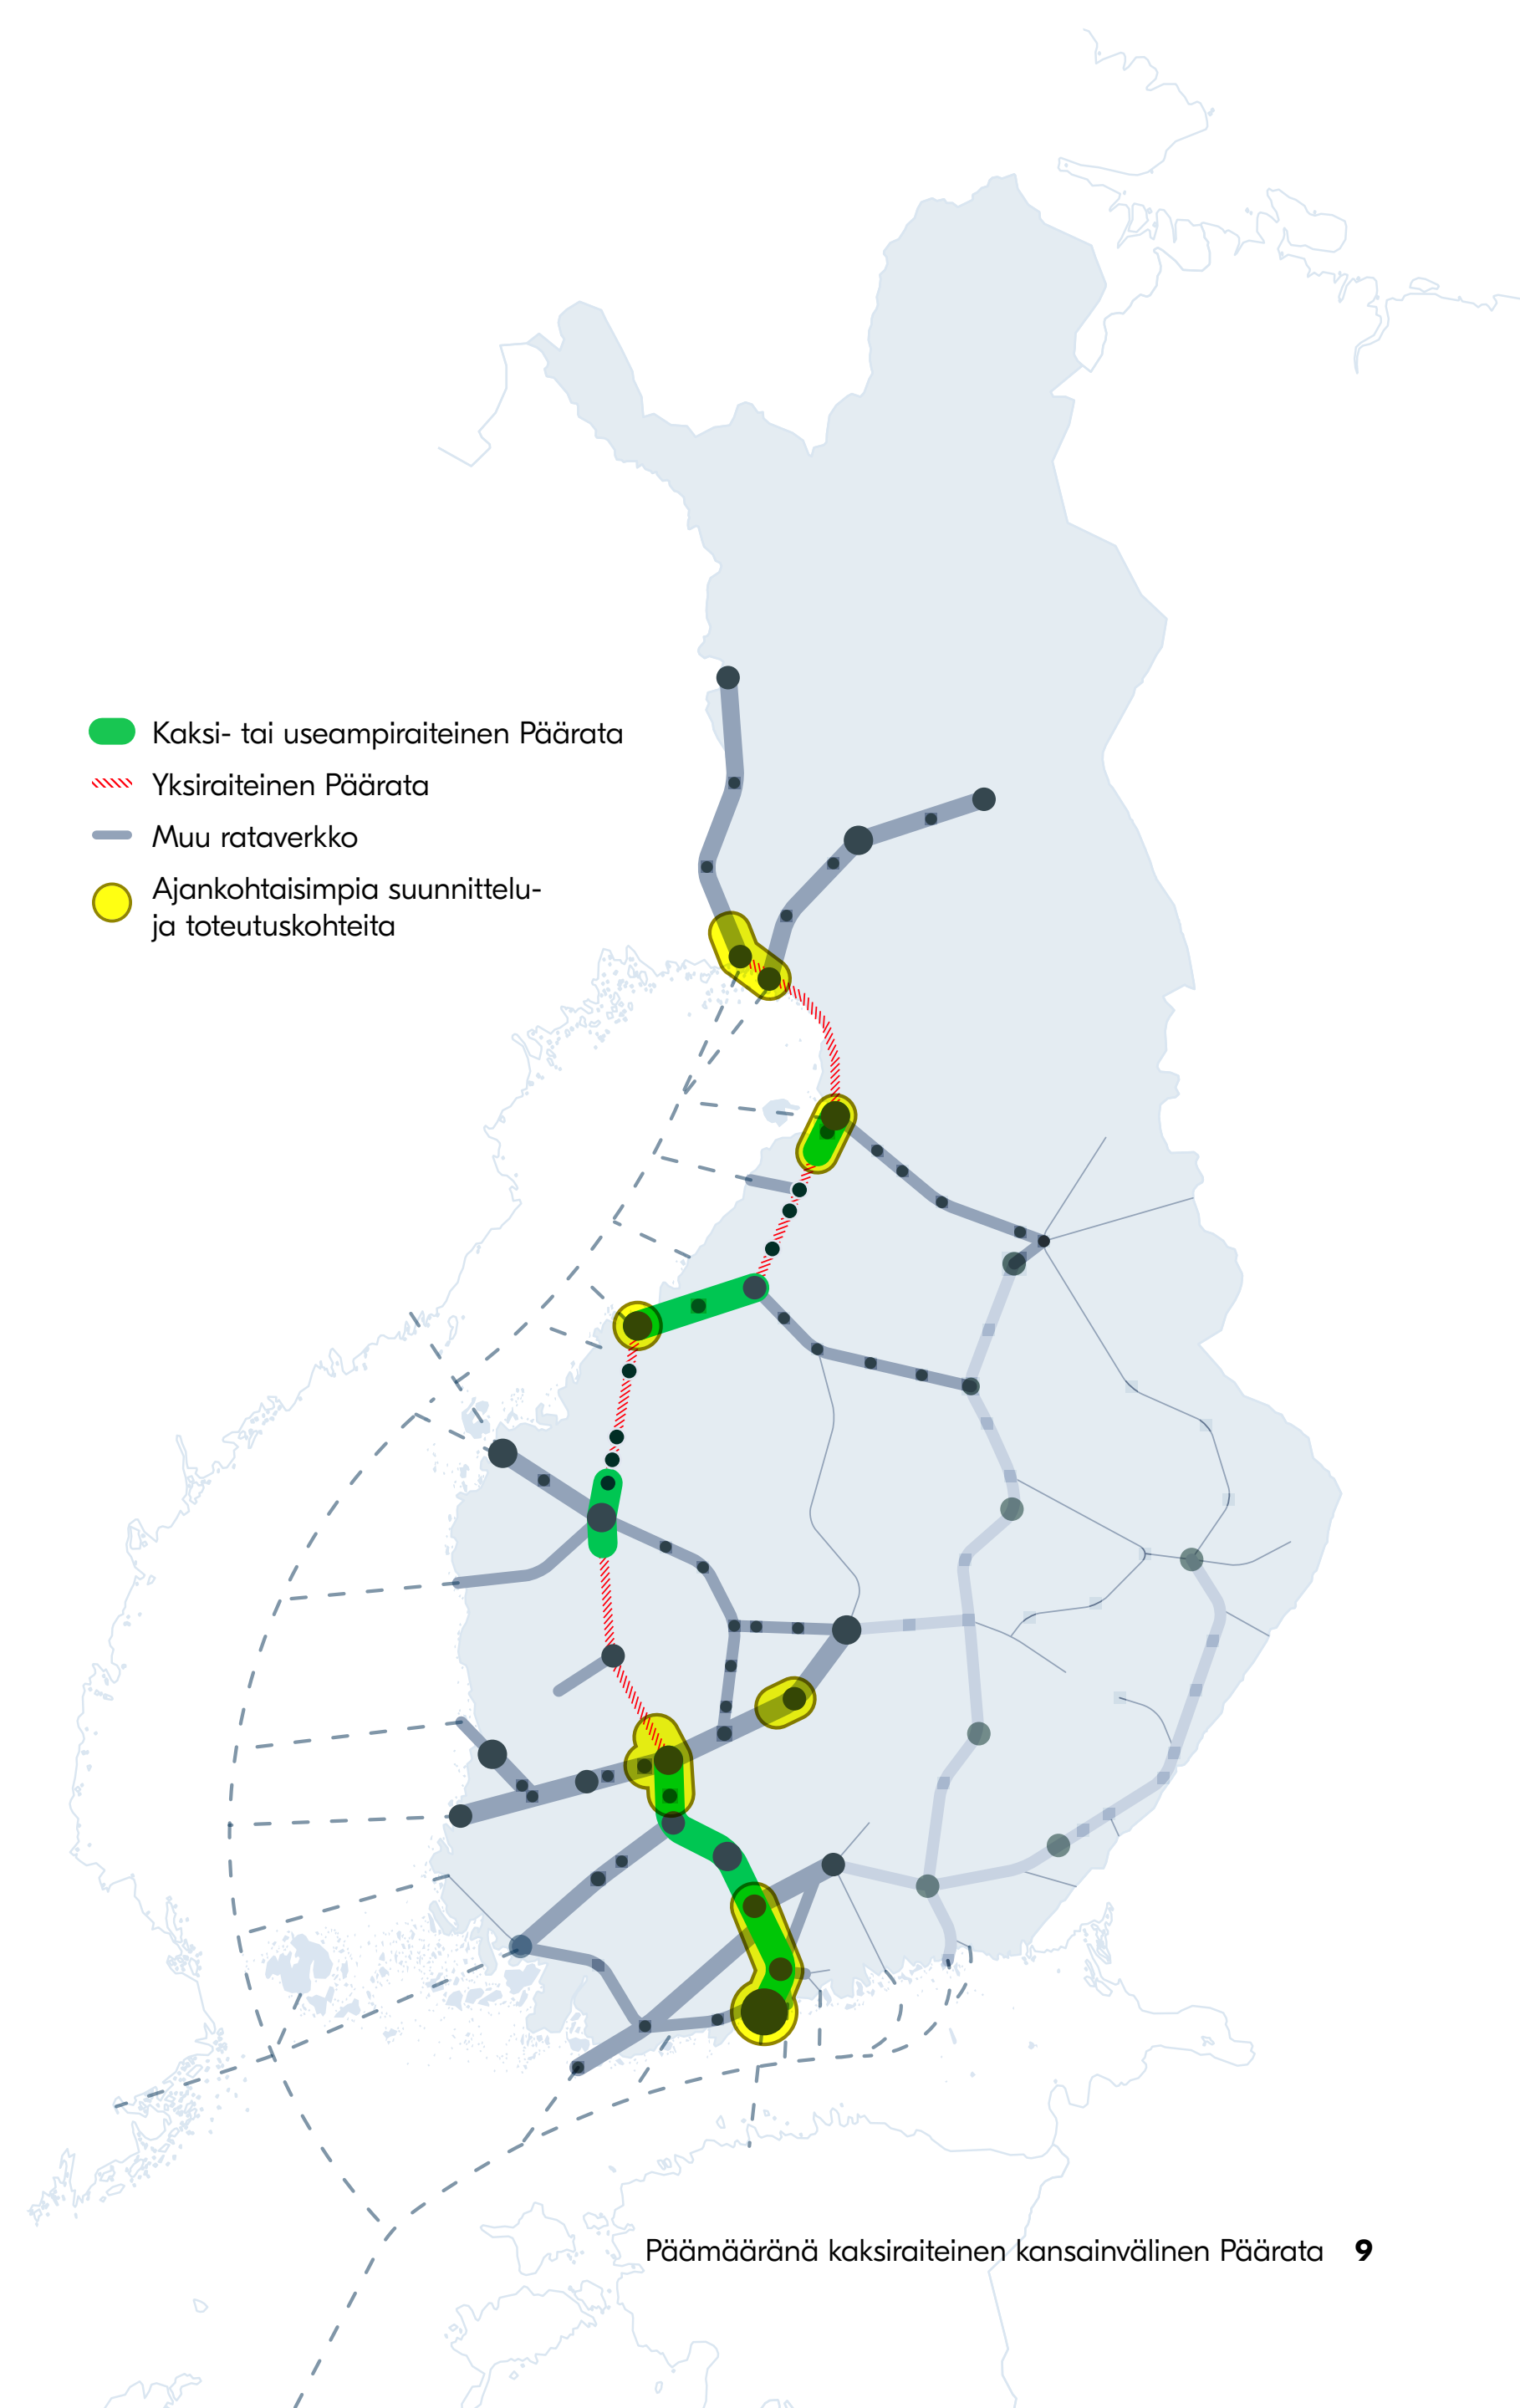 Kaksi- tai useampiraiteinen Päärata
Yksiraiteinen Päärata
Muu rataverkko
Ajankohtaisimpia suunnittelu-
ja toteutuskohteita
Päämääränä kaksiraiteinen kansainvälinen Päärata 9